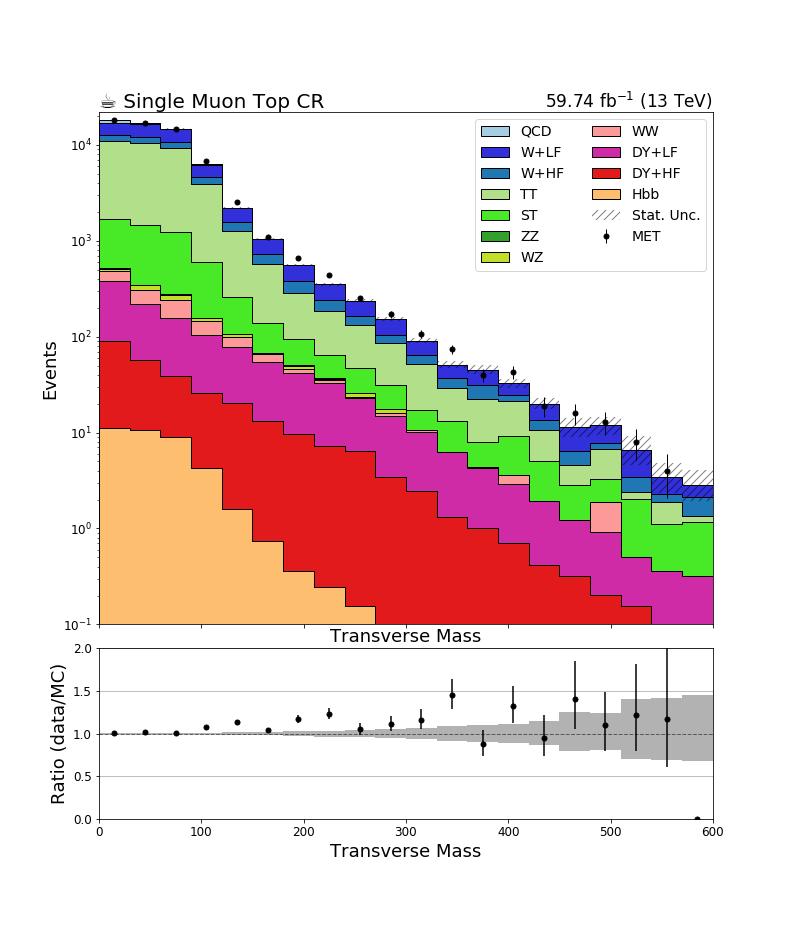 ☕ Single Muon Top CR
59.74 fb⁻¹ (13 TeV)
Events
10⁴
10³
10²
10¹
10⁰
10⁻¹
QCD
W+LF
W+HF
TT
ST
ZZ
WZ
WW
DY+LF
DY+HF
Hbb
Stat. Unc.
MET
Transverse Mass
Ratio (data/MC)
2.0
1.5
1.0
0.5
0.0
0 100 200 300 400 500 600
Transverse Mass